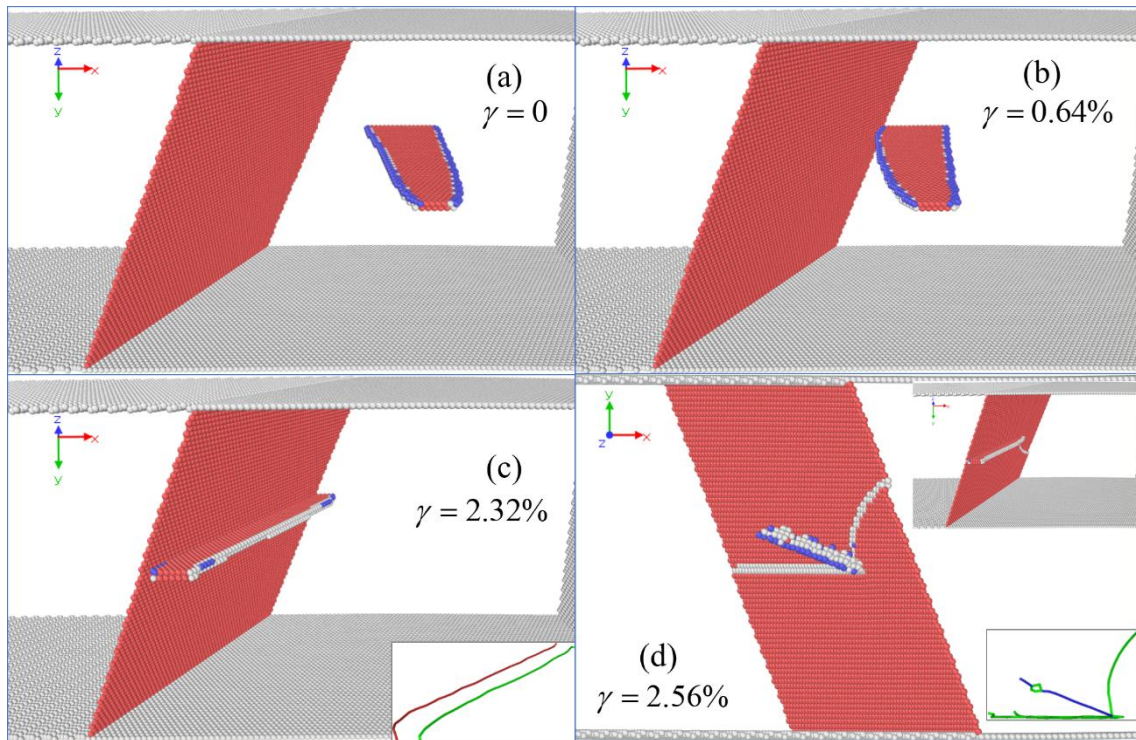 (a)
γ = 0
z
x
y
(b)
γ = 0.64%
z
x
y
(c)
γ = 2.32%
z
x
y
(d)
γ = 2.56%
y
z
x